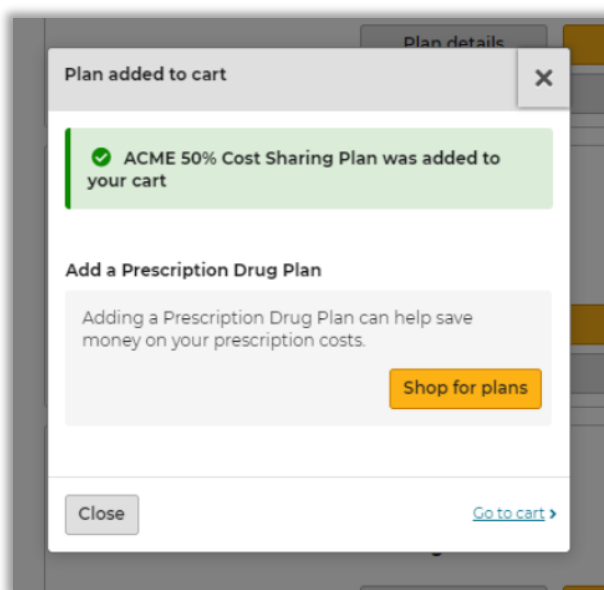 Plan details
Plan added to cart
ACME 50% Cost Sharing Plan was added to
your cart
Add a Prescription Drug Plan
Adding a Prescription Drug Plan can help save
money on your prescription costs.
Shop for plans
Close
Go to cart